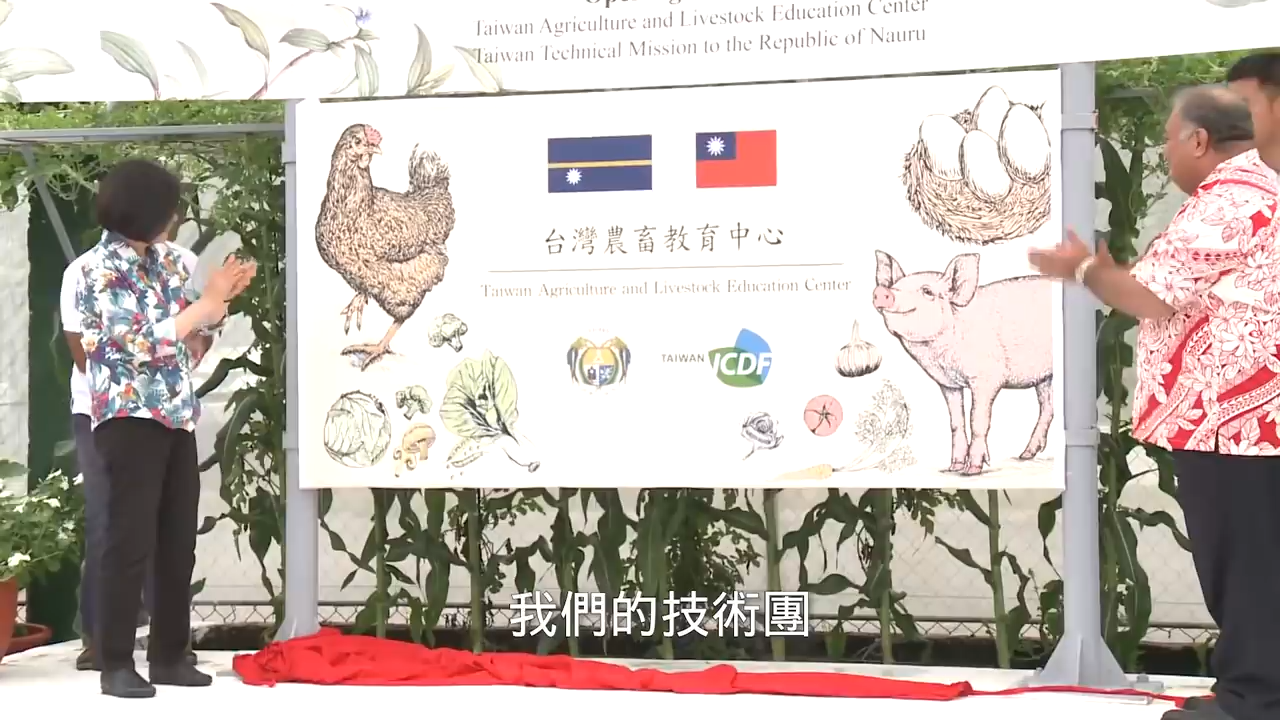 Taiwan Agriculture and Livestock Education Center
Taiwan Technical Mission to the Republic of Nauru
台灣農畜教育中心
Taiwan Agriculture and Livestock Education Center
TAIWAN ICDF
我們的技術團